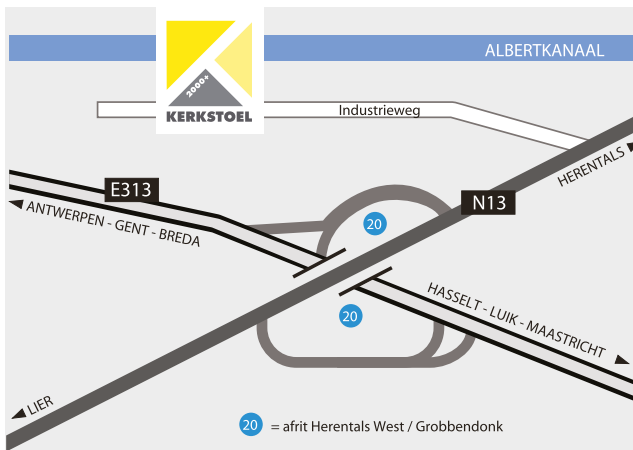 ALBERTKANAAL
2000+
KERKSTOEL
Industrieweg
HERENTALS
E313
N13
ANTWERPEN - GENT - BREDA
20
HASSELT - LUIK - MAASTRICHT
20
LIER
20 = afrit Herentals West / Grobbendonk